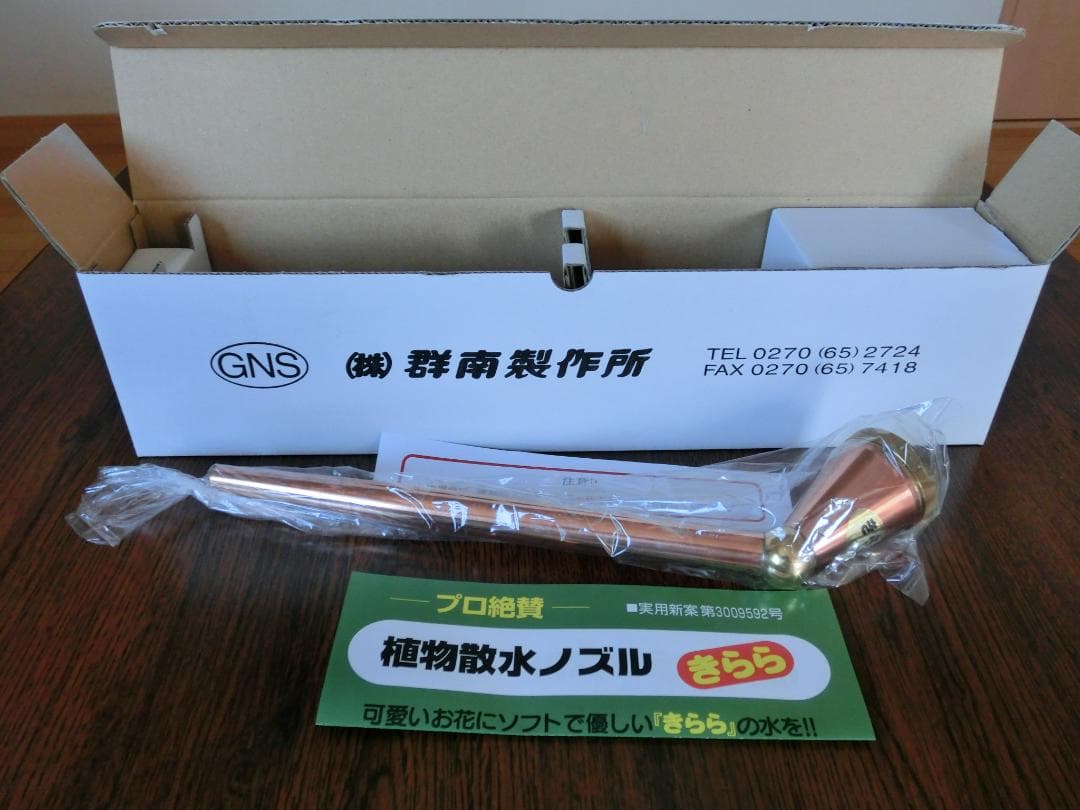 GNS
㈱ 群南製作所
TEL 0270 (65) 2724
FAX 0270 (65) 7418
プロ絶賛
■実用新案第3009592号
植物散水ノズル きらら
可愛いお花にソフトで優しい『きらら』の水を!!